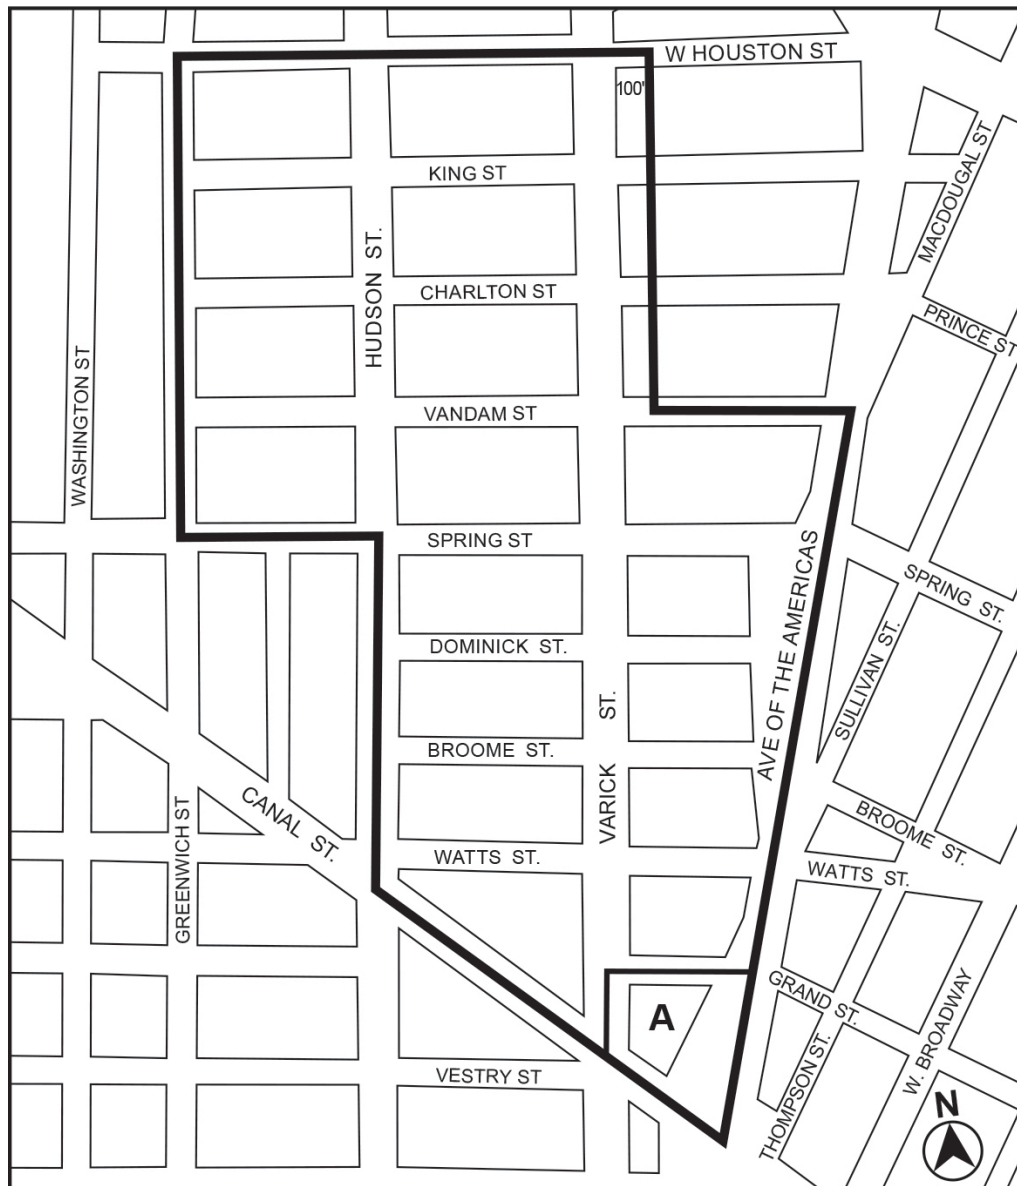 W HOUSTON ST
100'
MACDOUGAL ST
KING ST
HUDSON ST.
CHARLTON ST
PRINCE ST
WASHINGTON ST
VANDAM ST
SPRING ST
AVE OF THE AMERICAS
SPRING ST.
SULLIVAN ST.
DOMINICK ST.
BROOME ST.
VARICK ST.
CANAL ST.
GREENWICH ST
WATTS ST.
BROOME ST.
WATTS ST.
GRAND ST.
A
W. BROADWAY
THOMPSON ST.
VESTRY ST
N